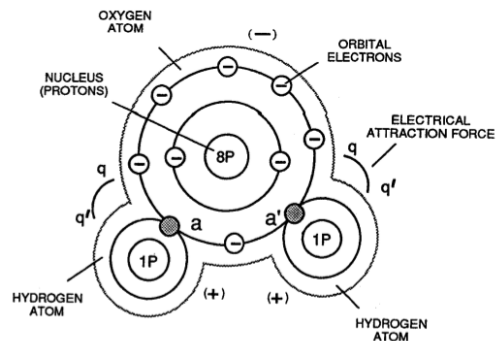 OXYGEN
ATOM
(−)
ORBITAL
ELECTRONS
NUCLEUS
(PROTONS)
ELECTRICAL
ATTRACTION FORCE
8P
q
q'
q
q'
a
a'
1P
1P
(+)
(+)
HYDROGEN
ATOM
HYDROGEN
ATOM